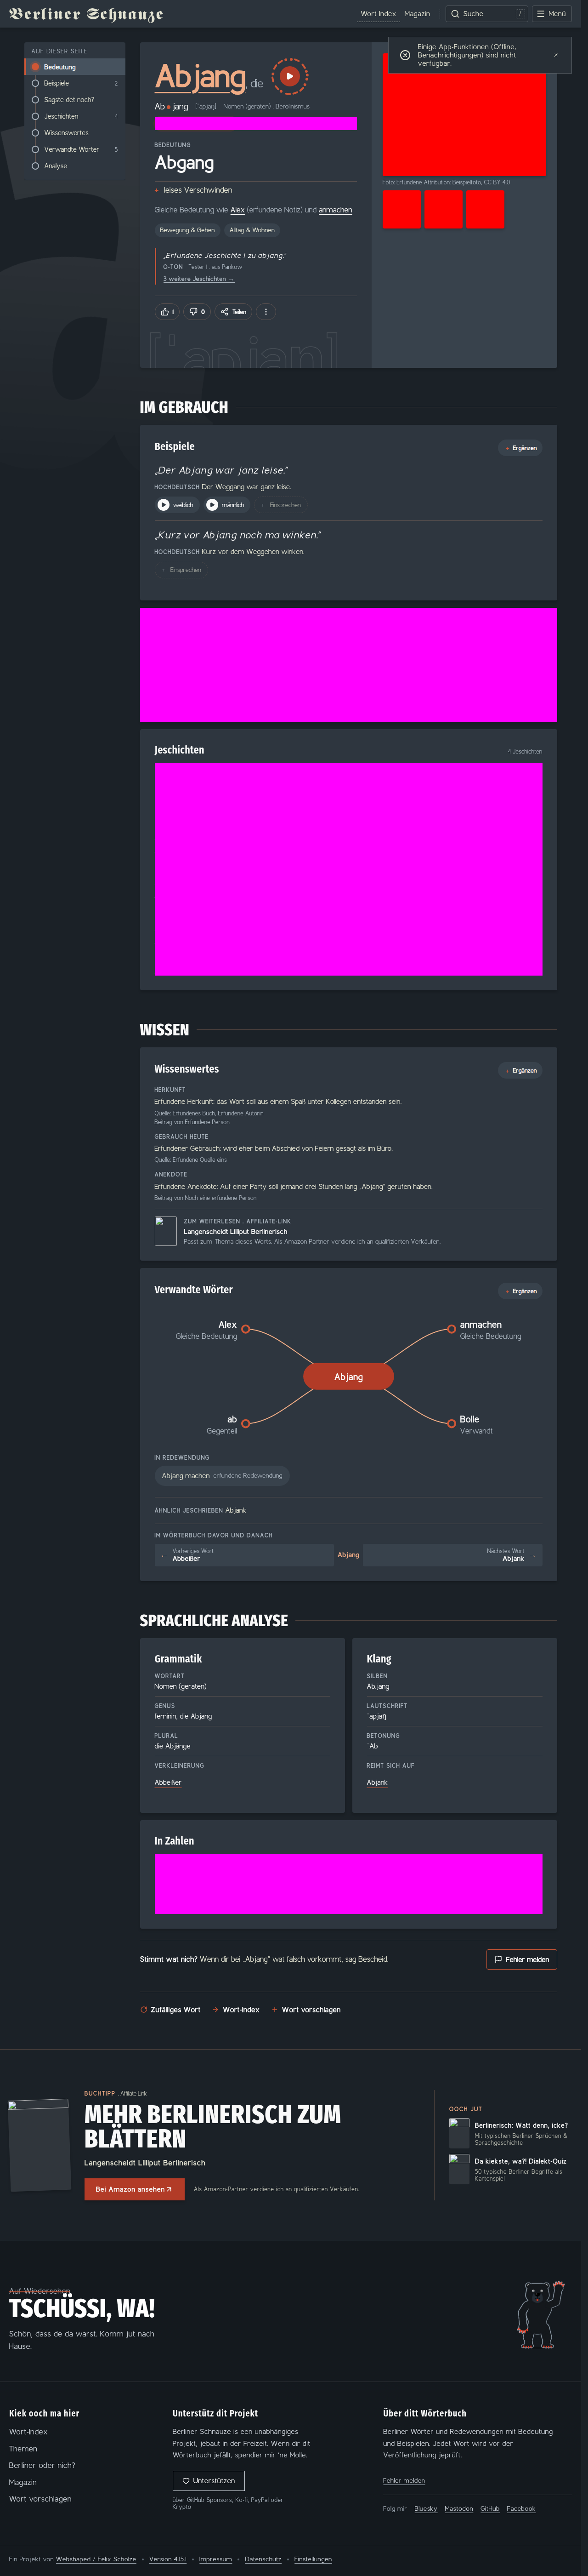 Berliner Schnauze
Wort Index
Magazin
Suche
/
Menü
Einige App-Funktionen (Offline,
Benachrichtigungen) sind nicht
verfügbar.
AUF DIESER SEITE
Bedeutung
Beispiele 2
Sagste det noch?
Jeschichten 4
Wissenswertes
Verwandte Wörter 5
Analyse
Abjang, die
Ab jang
Nomen (geraten) . Berolinismus
BEDEUTUNG
Abgang
leises Verschwinden
Gleiche Bedeutung wie Alex (erfundene Notiz) und anmachen
Bewegung & Gehen
Alltag & Wohnen
„Erfundene Jeschichte 1 zu abjang.“
O-TON Tester 1 . aus Pankow
3 weitere Jeschichten →
1
0
Teilen
Foto: Erfundene Attribution: Beispielfoto, CC BY 4.0
IM GEBRAUCH
Beispiele
Ergänzen
„Der Abjang war janz leise.“
HOCHDEUTSCH Der Weggang war ganz leise.
weiblich
männlich
Einsprechen
„Kurz vor Abjang noch ma winken.“
HOCHDEUTSCH Kurz vor dem Weggehen winken.
Einsprechen
Jeschichten
4 Jeschichten
WISSEN
Wissenswertes
Ergänzen
HERKUNFT
Erfundene Herkunft: das Wort soll aus einem Spaß unter Kollegen entstanden sein.
Quelle: Erfundenes Buch, Erfundene Autorin
Beitrag von Erfundene Person
GEBRAUCH HEUTE
Erfundener Gebrauch: wird eher beim Abschied von Feiern gesagt als im Büro.
Quelle: Erfundene Quelle eins
ANEKDOTE
Erfundene Anekdote: Auf einer Party soll jemand drei Stunden lang „Abjang“ gerufen haben.
Beitrag von Noch eine erfundene Person
ZUM WEITERLESEN . AFFILIATE-LINK
Langenscheidt Lilliput Berlinerisch
Passt zum Thema dieses Worts. Als Amazon-Partner verdiene ich an qualifizierten Verkäufen.
Verwandte Wörter
Ergänzen
Alex
Gleiche Bedeutung
anmachen
Gleiche Bedeutung
Abjang
ab
Gegenteil
Bolle
Verwandt
IN REDEWENDUNG
Abjang machen erfundene Redewendung
ÄHNLICH JESCHRIEBEN Abjank
IM WÖRTERBUCH DAVOR UND DANACH
← Vorheriges Wort
Abbeißer
Abjang
Nächstes Wort →
Abjank
SPRACHLICHE ANALYSE
Grammatik
WORTART
Nomen (geraten)
GENUS
feminin, die Abjang
PLURAL
die Abjänge
VERKLEINERUNG
Abbeißer
Klang
SILBEN
Ab.jang
LAUTSCHRIFT
BETONUNG
ˈAb
REIMT SICH AUF
Abjank
In Zahlen
Stimmt wat nich? Wenn dir bei „Abjang“ wat falsch vorkommt, sag Bescheid.
Fehler melden
Zufälliges Wort
Wort-Index
Wort vorschlagen
BUCHTIPP . Affiliate-Link
MEHR BERLINERISCH ZUM
BLÄTTERN
Langenscheidt Lilliput Berlinerisch
Bei Amazon ansehen
Als Amazon-Partner verdiene ich an qualifizierten Verkäufen.
OOCH JUT
Berlinerisch: Watt denn, icke?
Mit typischen Berliner Sprüchen &
Sprachgeschichte
Da kiekste, wa?! Dialekt-Quiz
50 typische Berliner Begriffe als
Kartenspiel
Auf Wiedersehen
TSCHÜSSI, WA!
Schön, dass de da warst. Komm jut nach
Hause.
Kiek ooch ma hier
Wort-Index
Themen
Berliner oder nich?
Magazin
Wort vorschlagen
Unterstütz dit Projekt
Berliner Schnauze is een unabhängiges
Projekt, jebaut in der Freizeit. Wenn dir dit
Wörterbuch jefällt, spendier mir 'ne Molle.
Unterstützen
über GitHub Sponsors, Ko-fi, PayPal oder
Krypto
Über ditt Wörterbuch
Berliner Wörter und Redewendungen mit Bedeutung
und Beispielen. Jedet Wort wird vor der
Veröffentlichung jeprüft.
Fehler melden
Folg mir Bluesky Mastodon GitHub Facebook
Ein Projekt von Webshaped / Felix Scholze • Version 4.15.1 • Impressum • Datenschutz • Einstellungen